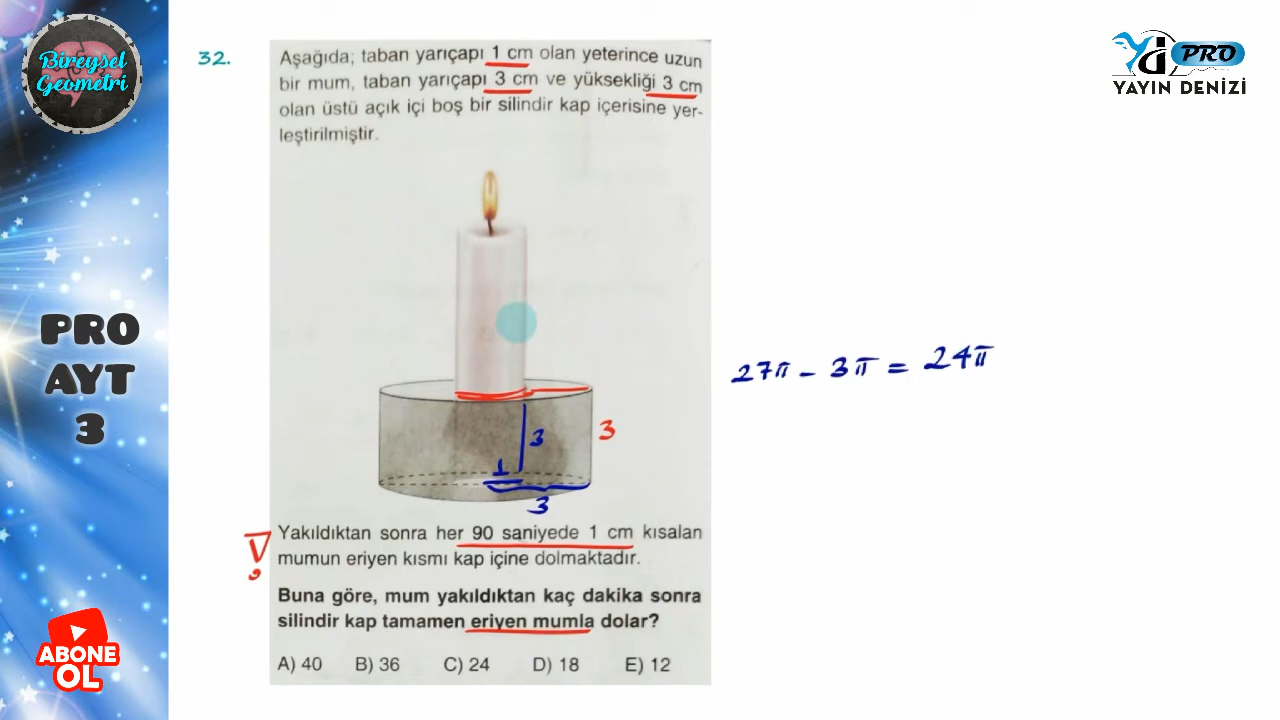 Bireysel
Geometri
PRO
AYT
3
ABONE
OL
PRO
YAYIN DENİZİ
32.
Aşağıda; taban yarıçapı 1 cm olan yeterince uzun
bir mum, taban yarıçapı 3 cm ve yüksekliği 3 cm
olan üstü açık içi boş bir silindir kap içerisine yer-
leştirilmiştir.
3
3
1
3
27π - 3π = 24π
Yakıldıktan sonra her 90 saniyede 1 cm kısalan
mumun eriyen kısmı kap içine dolmaktadır.
Buna göre, mum yakıldıktan kaç dakika sonra
silindir kap tamamen eriyen mumla dolar?
A) 40 B) 36 C) 24 D) 18 E) 12